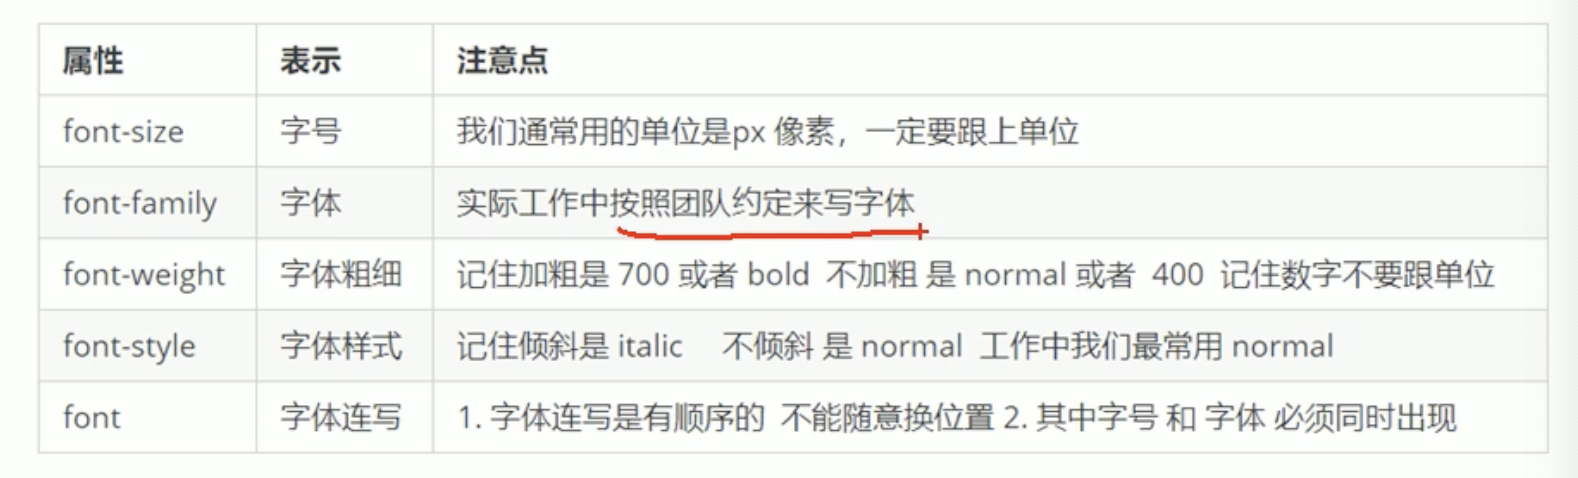 属性 表示 注意点
font-size 字号 我们通常用的单位是px 像素，一定要跟上单位
font-family 字体 实际工作中按照团队约定来写字体
font-weight 字体粗细 记住加粗是 700 或者 bold 不加粗 是 normal 或者 400 记住数字不要跟单位
font-style 字体样式 记住倾斜是 italic 不倾斜 是 normal 工作中我们最常用 normal
font 字体连写 1. 字体连写是有顺序的 不能随意换位置 2. 其中字号 和 字体 必须同时出现